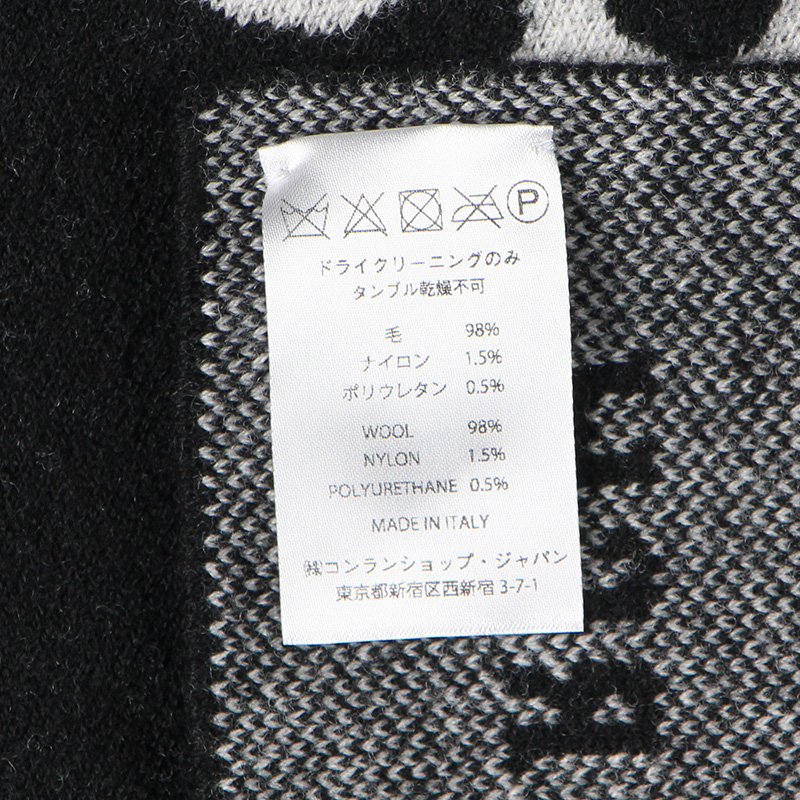 P
ドライクリーニングのみ
タンブル乾燥不可
毛 98%
ナイロン 1.5%
ポリウレタン 0.5%
WOOL 98%
NYLON 1.5%
POLYURETHANE 0.5%
MADE IN ITALY
㈱コンランショップ・ジャパン
東京都新宿区西新宿 3-7-1